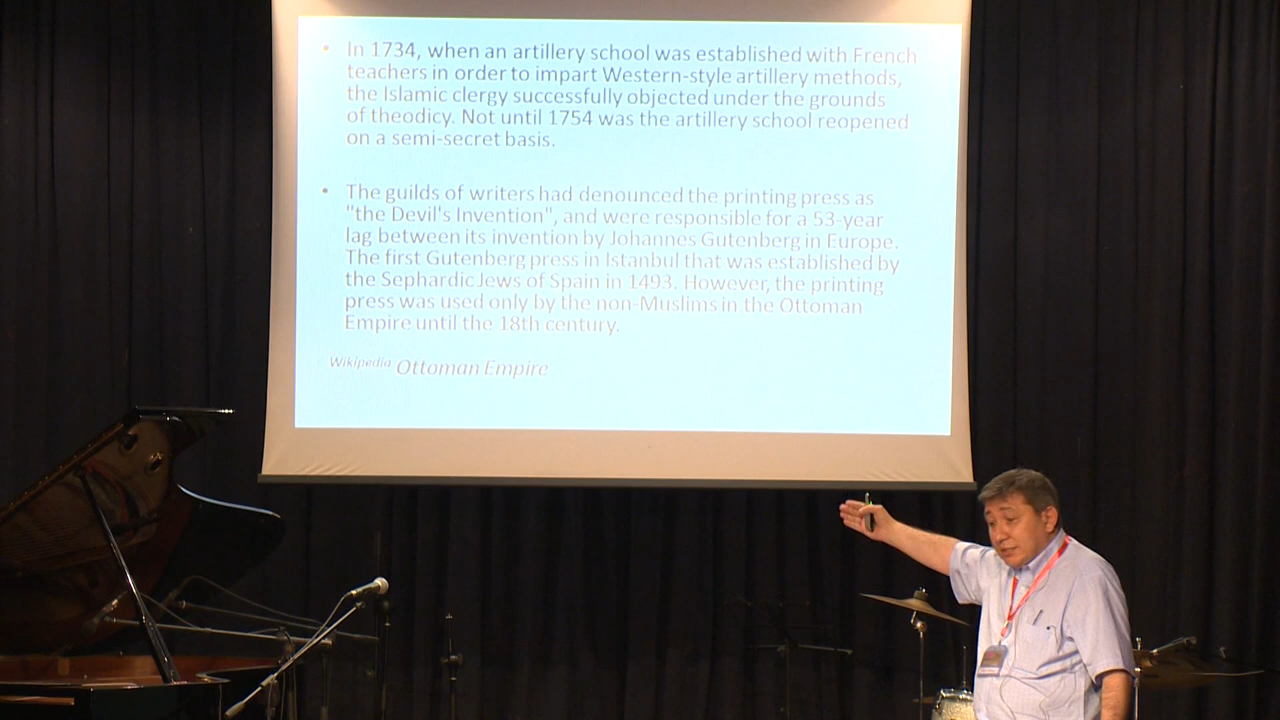 • In 1734, when an artillery school was established with French
teachers in order to impart Western-style artillery methods,
the Islamic clergy successfully objected under the grounds
of theodicy. Not until 1754 was the artillery school reopened
on a semi-secret basis.
• The guilds of writers had denounced the printing press as
"the Devil's Invention", and were responsible for a 53-year
lag between its invention by Johannes Gutenberg in Europe.
The first Gutenberg press in Istanbul that was established by
the Sephardic Jews of Spain in 1493. However, the printing
press was used only by the non-Muslims in the Ottoman
Empire until the 18th century.
Wikipedia Ottoman Empire